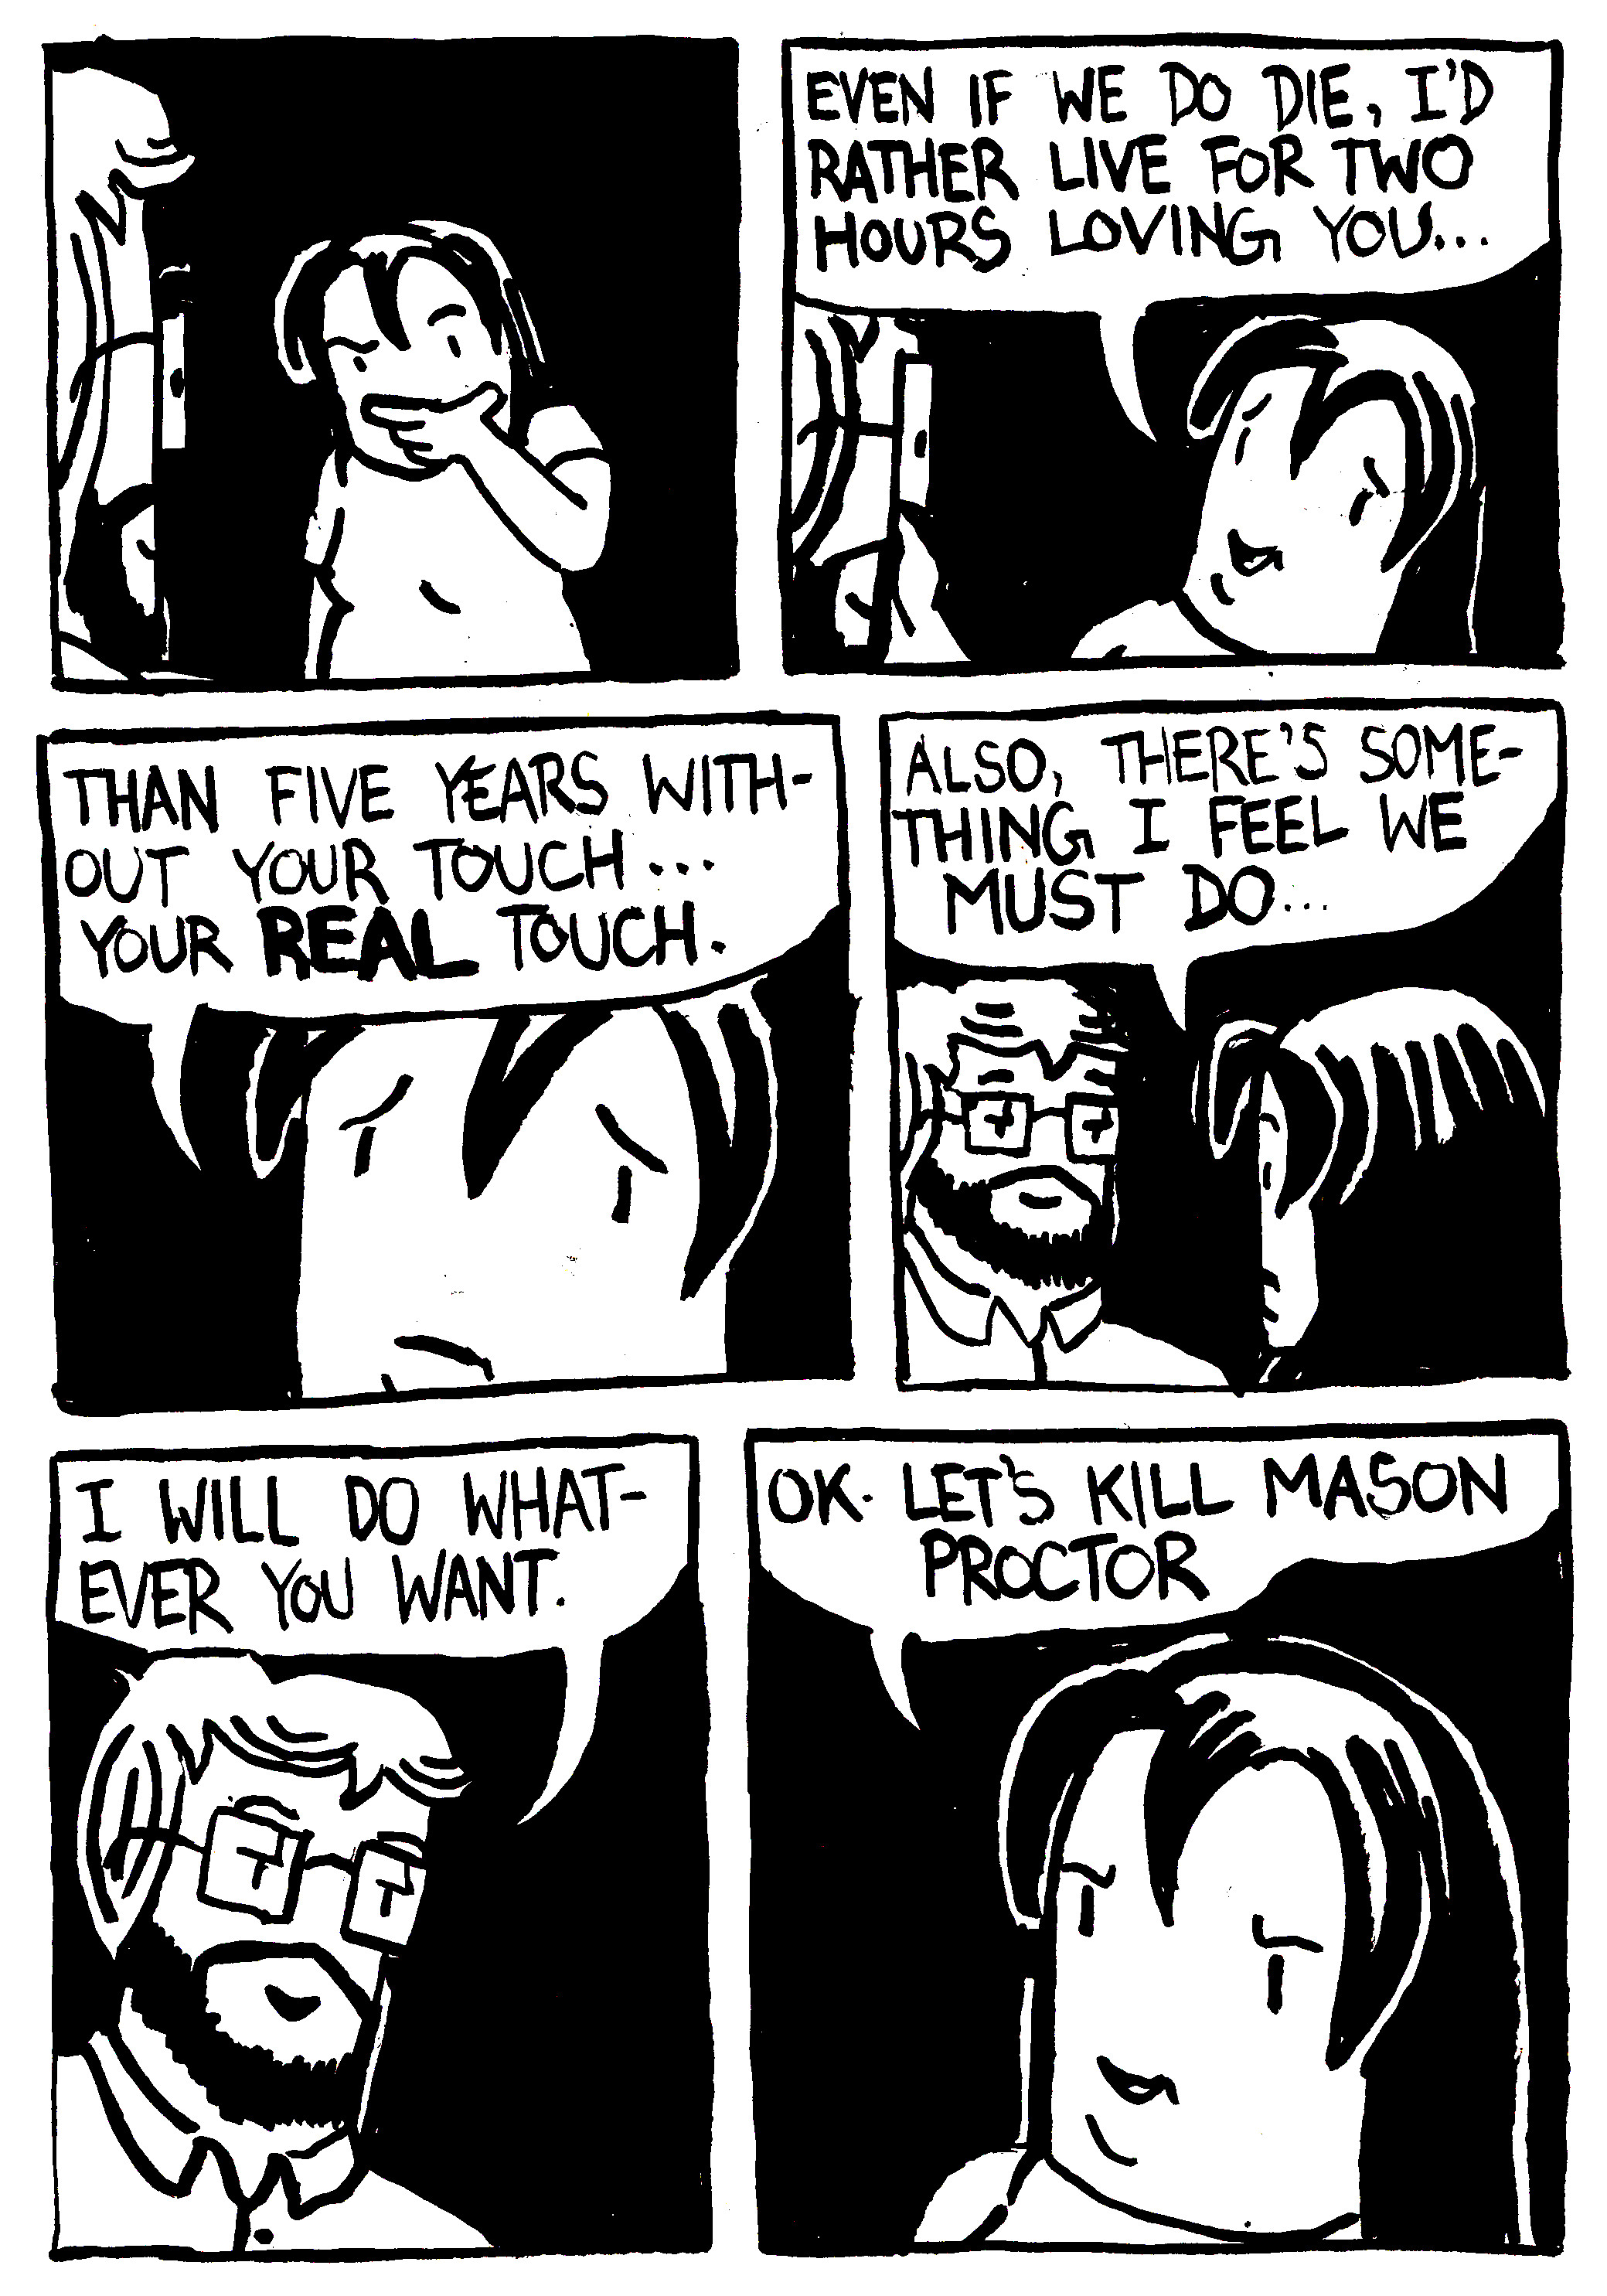 EVEN IF WE DO DIE, I'D
RATHER LIVE FOR TWO
HOURS LOVING YOU...
THAN FIVE YEARS WITH-
OUT YOUR TOUCH...
YOUR REAL TOUCH.
ALSO, THERE'S SOME-
THING I FEEL WE
MUST DO...
I WILL DO WHAT-
EVER YOU WANT.
OK. LET'S KILL MASON
PROCTOR